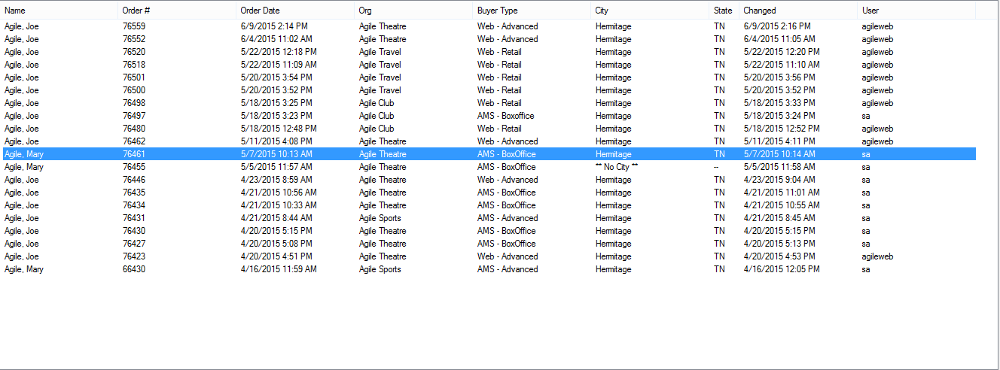 Name Order # Order Date Org Buyer Type City State Changed User
Agile, Joe 76559 6/9/2015 2:14 PM Agile Theatre Web - Advanced Hermitage TN 6/9/2015 2:16 PM agileweb
Agile, Joe 76552 6/4/2015 11:02 AM Agile Theatre Web - Advanced Hermitage TN 6/4/2015 11:05 AM agileweb
Agile, Joe 76520 5/22/2015 12:18 PM Agile Travel Web - Retail Hermitage TN 5/22/2015 12:20 PM agileweb
Agile, Joe 76518 5/22/2015 11:09 AM Agile Travel Web - Retail Hermitage TN 5/22/2015 11:10 AM agileweb
Agile, Joe 76501 5/20/2015 3:54 PM Agile Travel Web - Retail Hermitage TN 5/20/2015 3:56 PM agileweb
Agile, Joe 76500 5/20/2015 3:52 PM Agile Travel Web - Retail Hermitage TN 5/20/2015 3:52 PM agileweb
Agile, Joe 76498 5/18/2015 3:25 PM Agile Club Web - Retail Hermitage TN 5/18/2015 3:33 PM agileweb
Agile, Joe 76497 5/18/2015 3:23 PM Agile Club AMS - Boxoffice Hermitage TN 5/18/2015 3:24 PM sa
Agile, Joe 76480 5/18/2015 12:48 PM Agile Club Web - Retail Hermitage TN 5/18/2015 12:52 PM agileweb
Agile, Joe 76462 5/11/2015 4:08 PM Agile Theatre Web - Advanced Hermitage TN 5/11/2015 4:11 PM agileweb
Agile, Mary 76461 5/7/2015 10:13 AM Agile Theatre AMS - BoxOffice Hermitage TN 5/7/2015 10:14 AM sa
Agile, Mary 76455 5/5/2015 11:57 AM Agile Theatre AMS - BoxOffice ** No City ** -- 5/5/2015 11:58 AM sa
Agile, Joe 76446 4/23/2015 8:59 AM Agile Theatre Web - Advanced Hermitage TN 4/23/2015 9:04 AM sa
Agile, Joe 76435 4/21/2015 10:56 AM Agile Theatre AMS - BoxOffice Hermitage TN 4/21/2015 11:01 AM sa
Agile, Joe 76434 4/21/2015 10:33 AM Agile Theatre AMS - BoxOffice Hermitage TN 4/21/2015 10:55 AM sa
Agile, Joe 76431 4/21/2015 8:44 AM Agile Sports AMS - Advanced Hermitage TN 4/21/2015 8:45 AM sa
Agile, Joe 76430 4/20/2015 5:15 PM Agile Theatre AMS - BoxOffice Hermitage TN 4/20/2015 5:15 PM sa
Agile, Joe 76427 4/20/2015 5:08 PM Agile Theatre AMS - BoxOffice Hermitage TN 4/20/2015 5:13 PM sa
Agile, Joe 76423 4/20/2015 4:51 PM Agile Theatre Web - Advanced Hermitage TN 4/20/2015 4:53 PM agileweb
Agile, Mary 66430 4/16/2015 11:59 AM Agile Sports AMS - Advanced Hermitage TN 4/16/2015 12:05 PM sa